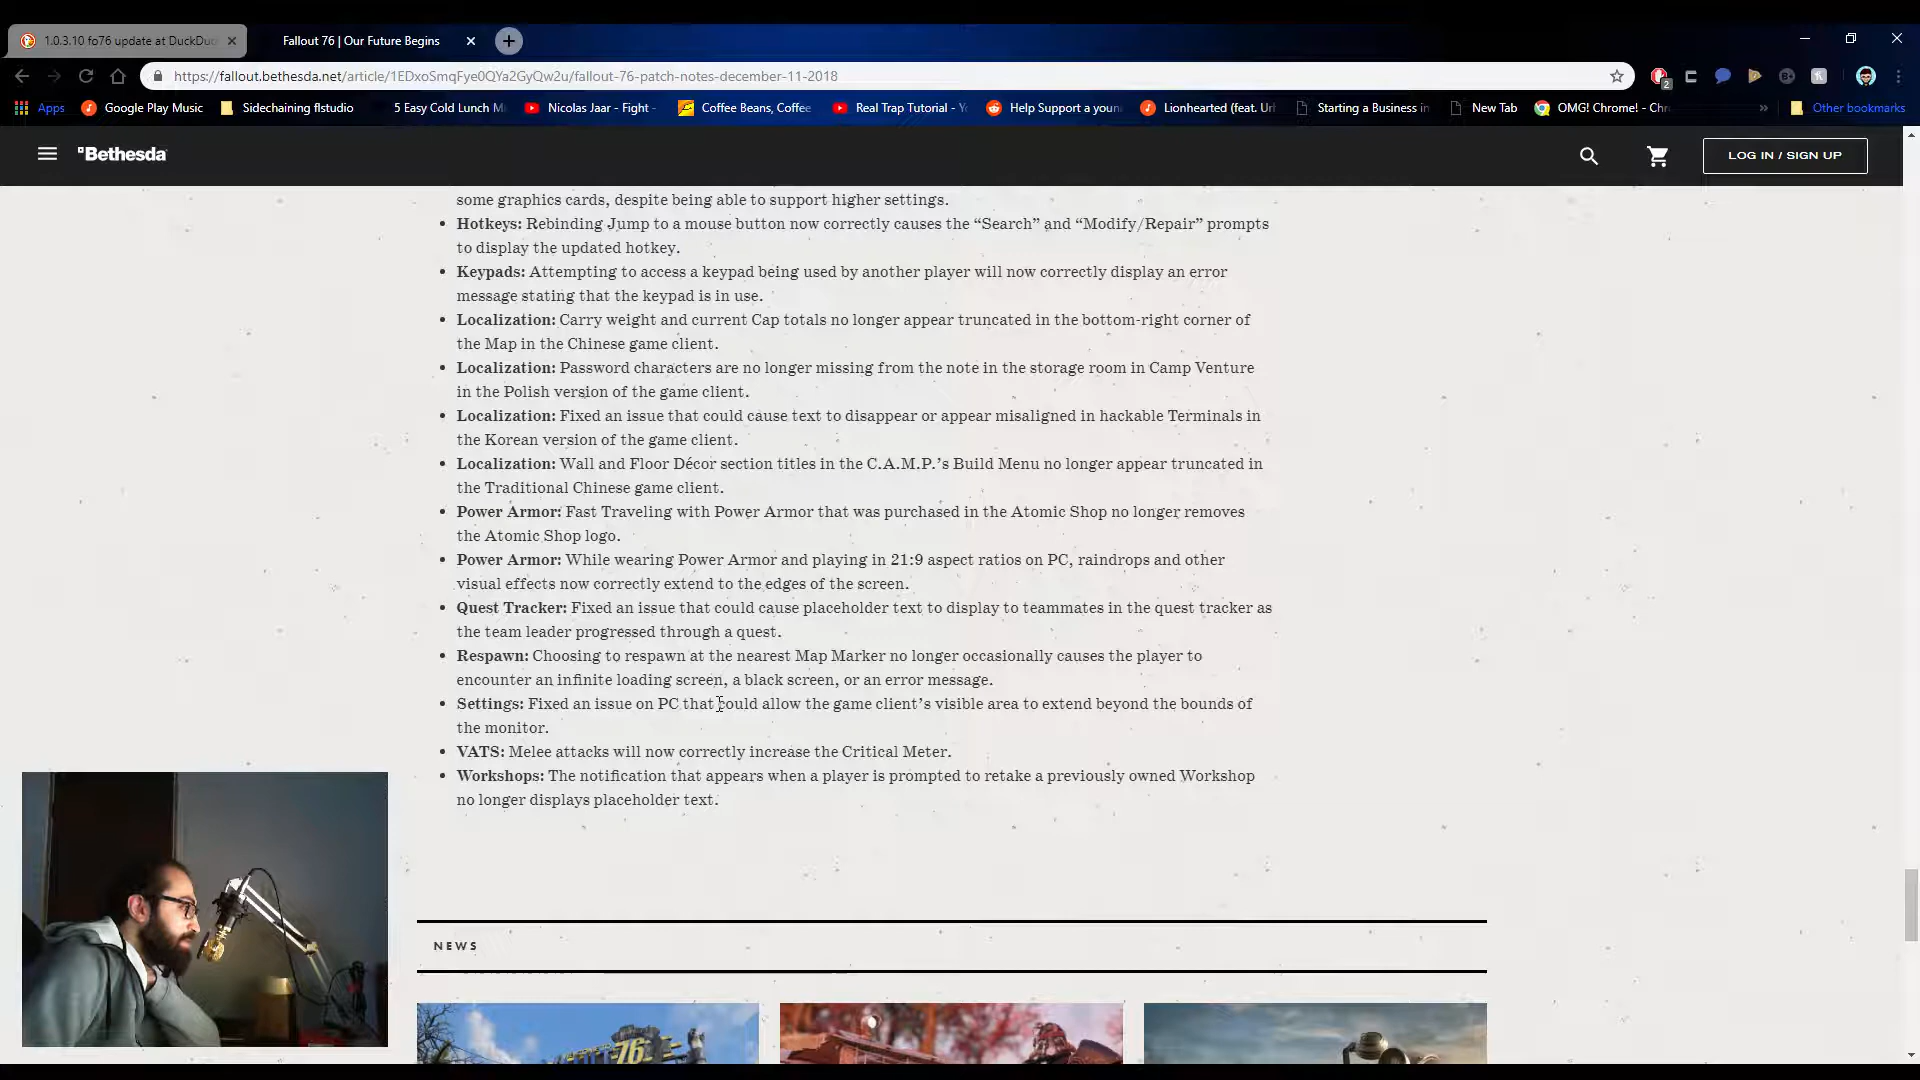 1.0.3.10 fo76 update at DuckDu
Fallout 76 | Our Future Begins
https://fallout.bethesda.net/article/1EDxoSmqFye0QYa2GyQw2u/fallout-76-patch-notes-december-11-2018
Apps
Google Play Music
Sidechaining flstudio
5 Easy Cold Lunch
Nicolas Jaar - Fight -
Coffee Beans, Coffee
Real Trap Tutorial -
Help Support a youn
Lionhearted (feat. Ur
Starting a Business in
New Tab
OMG! Chrome! - Ch
Other bookmarks
Bethesda
LOG IN / SIGN UP
some graphics cards, despite being able to support higher settings.
• Hotkeys: Rebinding Jump to a mouse button now correctly causes the “Search” and “Modify/Repair” prompts
to display the updated hotkey.
• Keypads: Attempting to access a keypad being used by another player will now correctly display an error
message stating that the keypad is in use.
• Localization: Carry weight and current Cap totals no longer appear truncated in the bottom-right corner of
the Map in the Chinese game client.
• Localization: Password characters are no longer missing from the note in the storage room in Camp Venture
in the Polish version of the game client.
• Localization: Fixed an issue that could cause text to disappear or appear misaligned in hackable Terminals in
the Korean version of the game client.
• Localization: Wall and Floor Décor section titles in the C.A.M.P.’s Build Menu no longer appear truncated in
the Traditional Chinese game client.
• Power Armor: Fast Traveling with Power Armor that was purchased in the Atomic Shop no longer removes
the Atomic Shop logo.
• Power Armor: While wearing Power Armor and playing in 21:9 aspect ratios on PC, raindrops and other
visual effects now correctly extend to the edges of the screen.
• Quest Tracker: Fixed an issue that could cause placeholder text to display to teammates in the quest tracker as
the team leader progressed through a quest.
• Respawn: Choosing to respawn at the nearest Map Marker no longer occasionally causes the player to
encounter an infinite loading screen, a black screen, or an error message.
• Settings: Fixed an issue on PC that could allow the game client’s visible area to extend beyond the bounds of
the monitor.
• VATS: Melee attacks will now correctly increase the Critical Meter.
• Workshops: The notification that appears when a player is prompted to retake a previously owned Workshop
no longer displays placeholder text.
NEWS
76